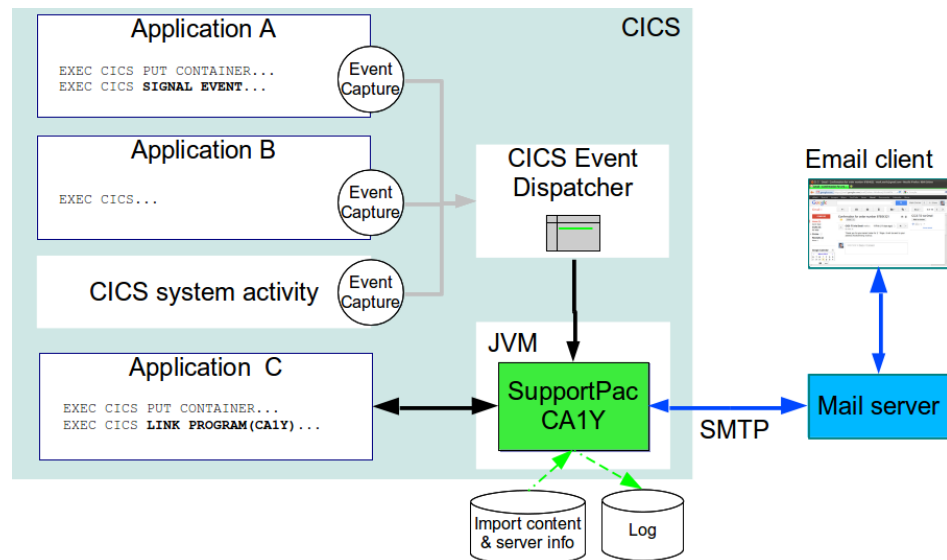 CICS
Application A
EXEC CICS PUT CONTAINER...
EXEC CICS SIGNAL EVENT...
Event
Capture
Application B
EXEC CICS...
Event
Capture
CICS system activity
Event
Capture
CICS Event
Dispatcher
Email client
Google
JVM
SupportPac
CA1Y
Application C
EXEC CICS PUT CONTAINER...
EXEC CICS LINK PROGRAM(CA1Y)...
SMTP
Mail server
Import content
& server info
Log